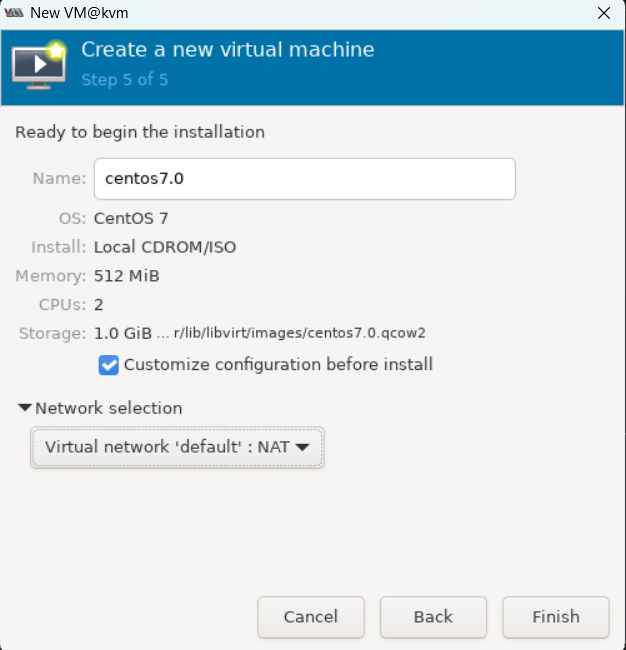 New VM@kvm
Create a new virtual machine
Step 5 of 5
Ready to begin the installation
Name: centos7.0
OS: CentOS 7
Install: Local CDROM/ISO
Memory: 512 MiB
CPUs: 2
Storage: 1.0 GiB ... r/lib/libvirt/images/centos7.0.qcow2
Customize configuration before install
Network selection
Virtual network 'default' : NAT
Cancel Back Finish